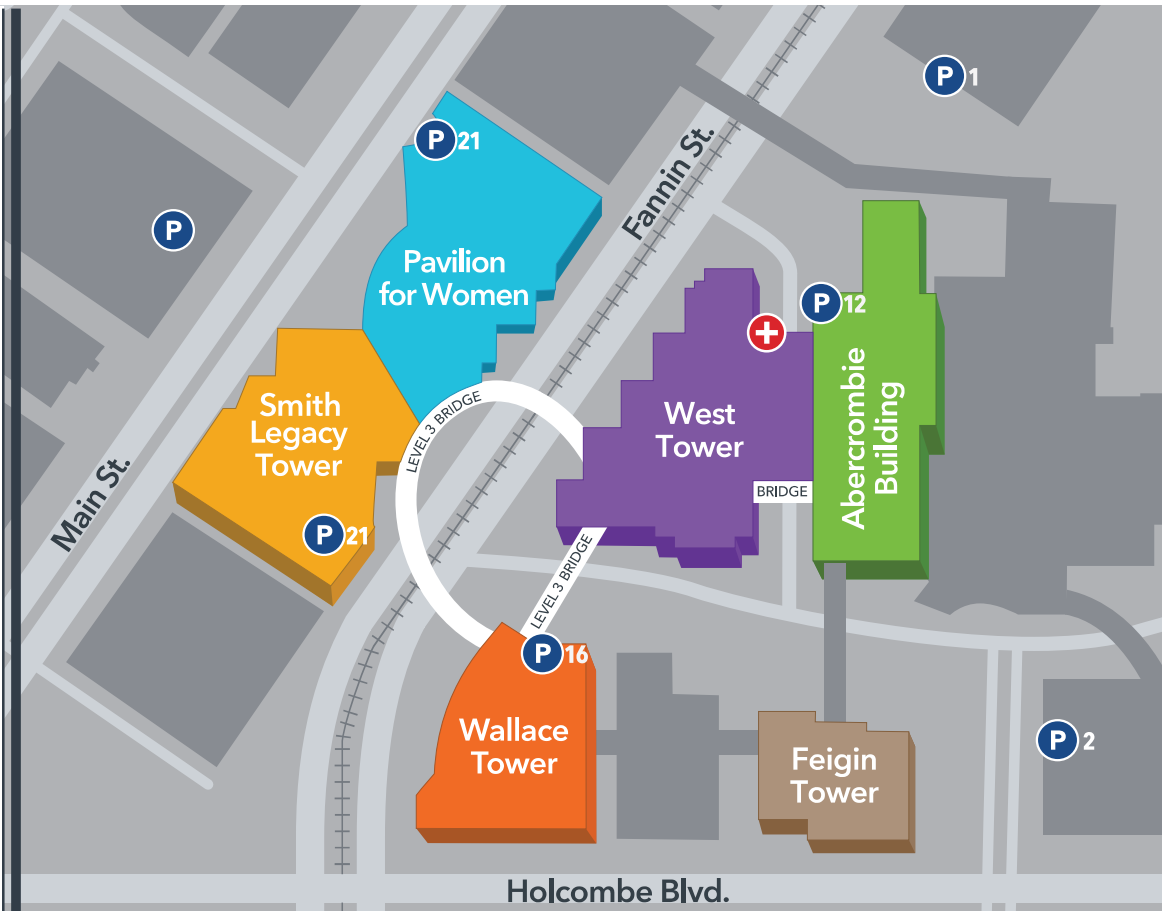 P 1
P 21
Fannin St.
P
Pavilion
for Women
P 12
Smith
Legacy
Tower
LEVEL 3 BRIDGE
West
Tower
Abercrombie
Building
BRIDGE
Main St.
P 21
LEVEL 3 BRIDGE
P 16
Wallace
Tower
Feigin
Tower
P 2
Holcombe Blvd.